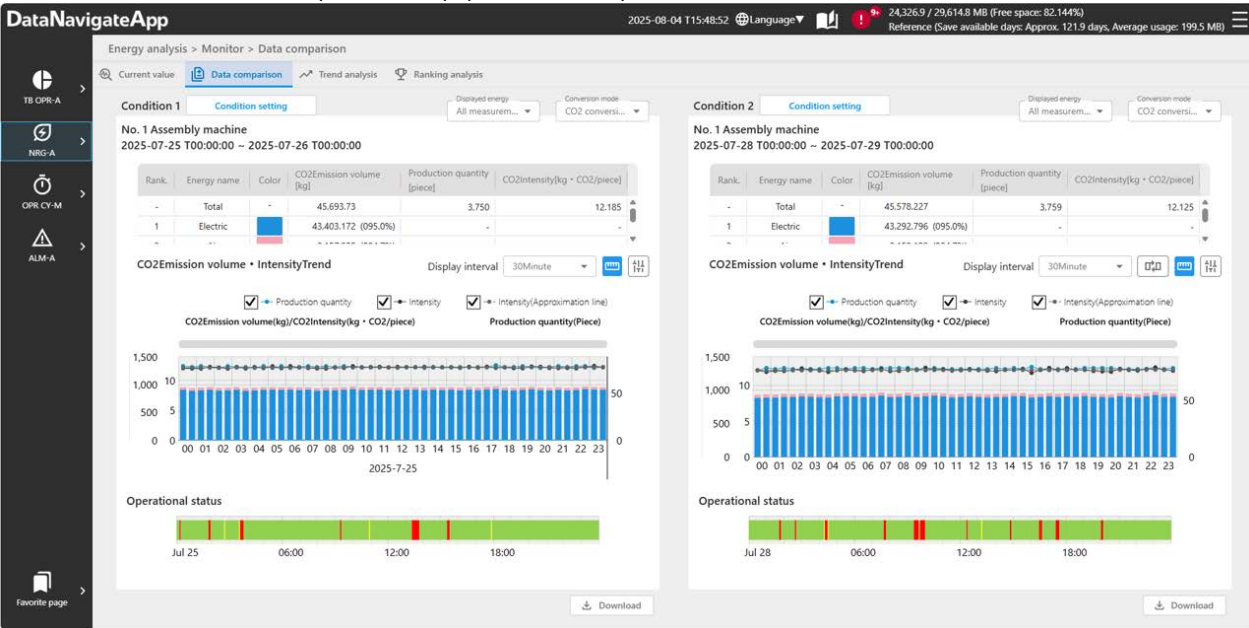 DataNavigateApp
2025-08-04 T15:48:52 Language▼ ! 9+ 24,326.9 / 29,614.8 MB (Free space: 82.144%)
Reference (Save available days: Approx. 121.9 days, Average usage: 199.5 MB)
Energy analysis > Monitor > Data comparison
Current value Data comparison Trend analysis Ranking analysis
TB OPR-A
NRG-A
OPR CY-M
ALM-A
Favorite page
Condition 1 Condition setting
Displayed energy Conversion mode
All measurem... CO2 conversi...
No. 1 Assembly machine
2025-07-25 T00:00:00 ~ 2025-07-26 T00:00:00
Rank. Energy name Color CO2Emission volume [kg] Production quantity [piece] CO2Intensity[kg・CO2/piece]
- Total - 45.693.73 3.750 12.185
1 Electric 43.403.172 (095.0%) - -
CO2Emission volume・IntensityTrend Display interval 30Minute
Production quantity Intensity Intensity(Approximation line)
CO2Emission volume(kg)/CO2Intensity(kg・CO2/piece) Production quantity(Piece)
1,500
1,000 10
500 5 50
0 0 0
00 01 02 03 04 05 06 07 08 09 10 11 12 13 14 15 16 17 18 19 20 21 22 23
2025-7-25
Operational status
Jul 25 06:00 12:00 18:00
Download
Condition 2 Condition setting
Displayed energy Conversion mode
All measurem... CO2 conversi...
No. 1 Assembly machine
2025-07-28 T00:00:00 ~ 2025-07-29 T00:00:00
Rank. Energy name Color CO2Emission volume [kg] Production quantity [piece] CO2Intensity[kg・CO2/piece]
- Total - 45.578.227 3.759 12.125
1 Electric 43.292.796 (095.0%) - -
CO2Emission volume・IntensityTrend Display interval 30Minute
Production quantity Intensity Intensity(Approximation line)
CO2Emission volume(kg)/CO2Intensity(kg・CO2/piece) Production quantity(Piece)
1,500
1,000 10
500 5 50
0 0 0
00 01 02 03 04 05 06 07 08 09 10 11 12 13 14 15 16 17 18 19 20 21 22 23
Operational status
Jul 28 06:00 12:00 18:00
Download